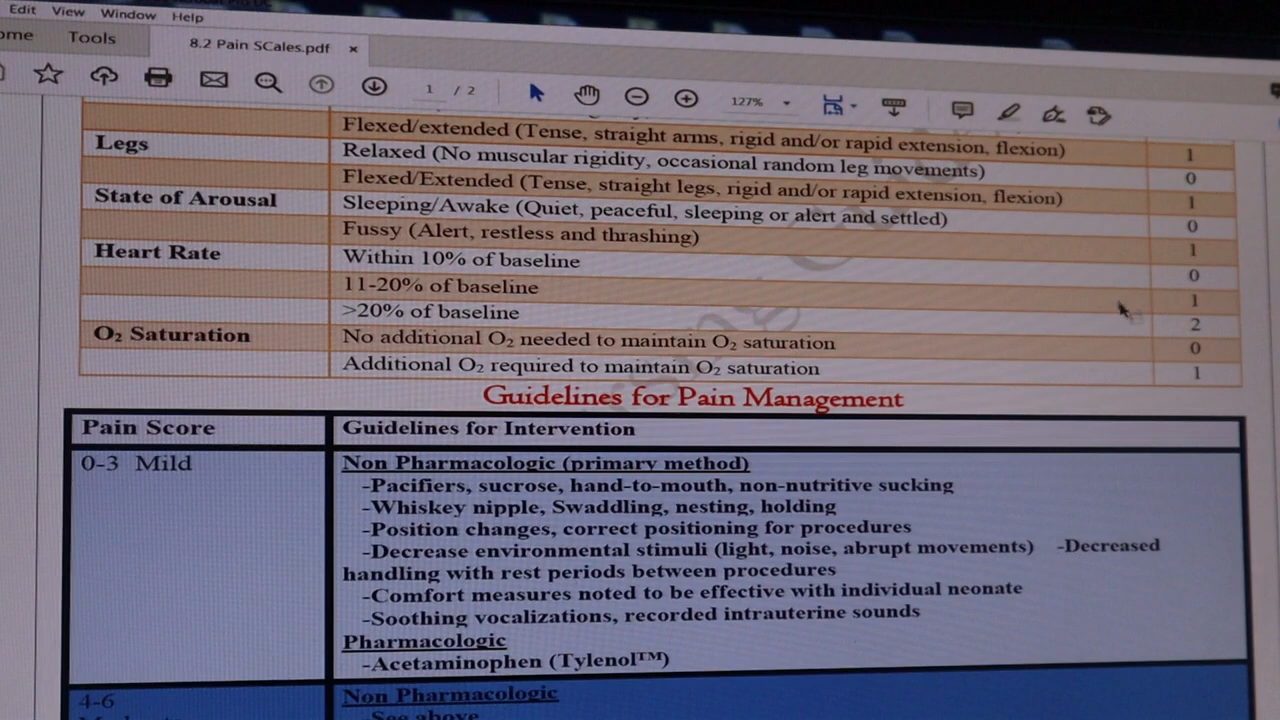 Edit View Window Help
Tools
8.2 Pain SCales.pdf ×
1 / 2 127%
Flexed/extended (Tense, straight arms, rigid and/or rapid extension, flexion) 1
Legs Relaxed (No muscular rigidity, occasional random leg movements) 0
Flexed/Extended (Tense, straight legs, rigid and/or rapid extension, flexion) 1
State of Arousal Sleeping/Awake (Quiet, peaceful, sleeping or alert and settled) 0
Fussy (Alert, restless and thrashing) 1
Heart Rate Within 10% of baseline 0
11-20% of baseline 1
>20% of baseline 2
O₂ Saturation No additional O₂ needed to maintain O₂ saturation 0
Additional O₂ required to maintain O₂ saturation 1
Guidelines for Pain Management
Pain Score Guidelines for Intervention
0-3 Mild Non Pharmacologic (primary method)
-Pacifiers, sucrose, hand-to-mouth, non-nutritive sucking
-Whiskey nipple, Swaddling, nesting, holding
-Position changes, correct positioning for procedures
-Decrease environmental stimuli (light, noise, abrupt movements) -Decreased
handling with rest periods between procedures
-Comfort measures noted to be effective with individual neonate
-Soothing vocalizations, recorded intrauterine sounds
Pharmacologic
-Acetaminophen (Tylenol™)
4-6 Non Pharmacologic
-See above